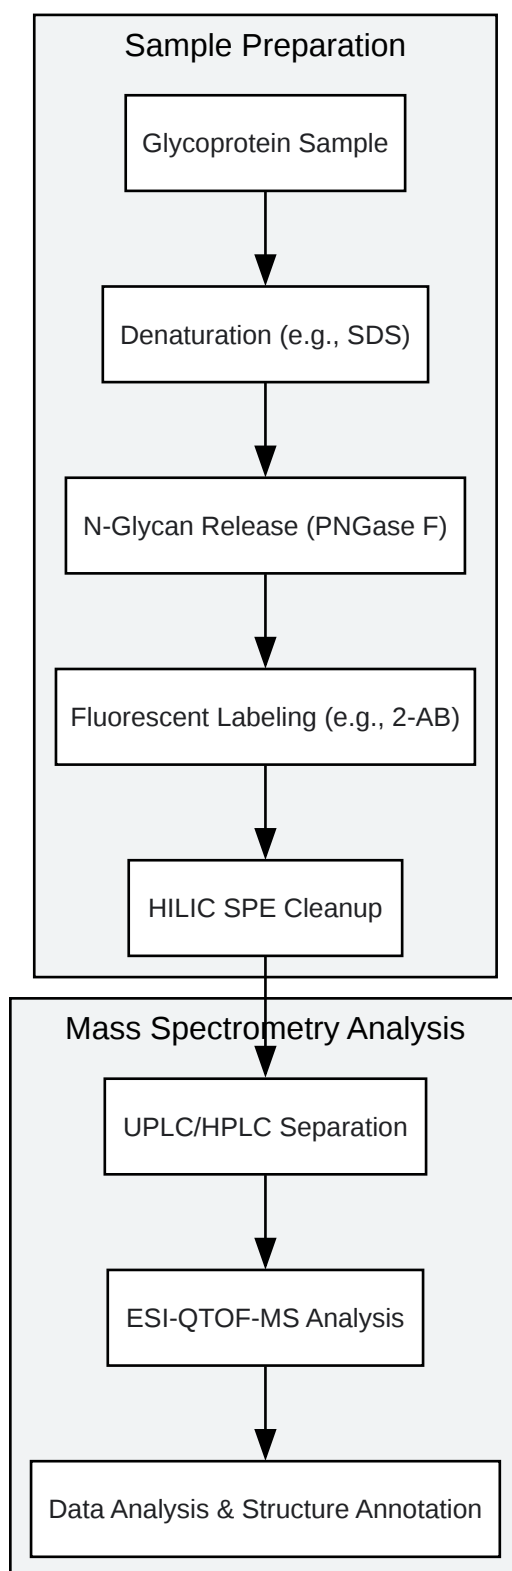 Sample Preparation
Glycoprotein Sample
Denaturation (e.g., SDS)
N-Glycan Release (PNGase F)
Fluorescent Labeling (e.g., 2-AB)
HILIC SPE Cleanup
Mass Spectrometry Analysis
UPLC/HPLC Separation
ESI-QTOF-MS Analysis
Data Analysis & Structure Annotation